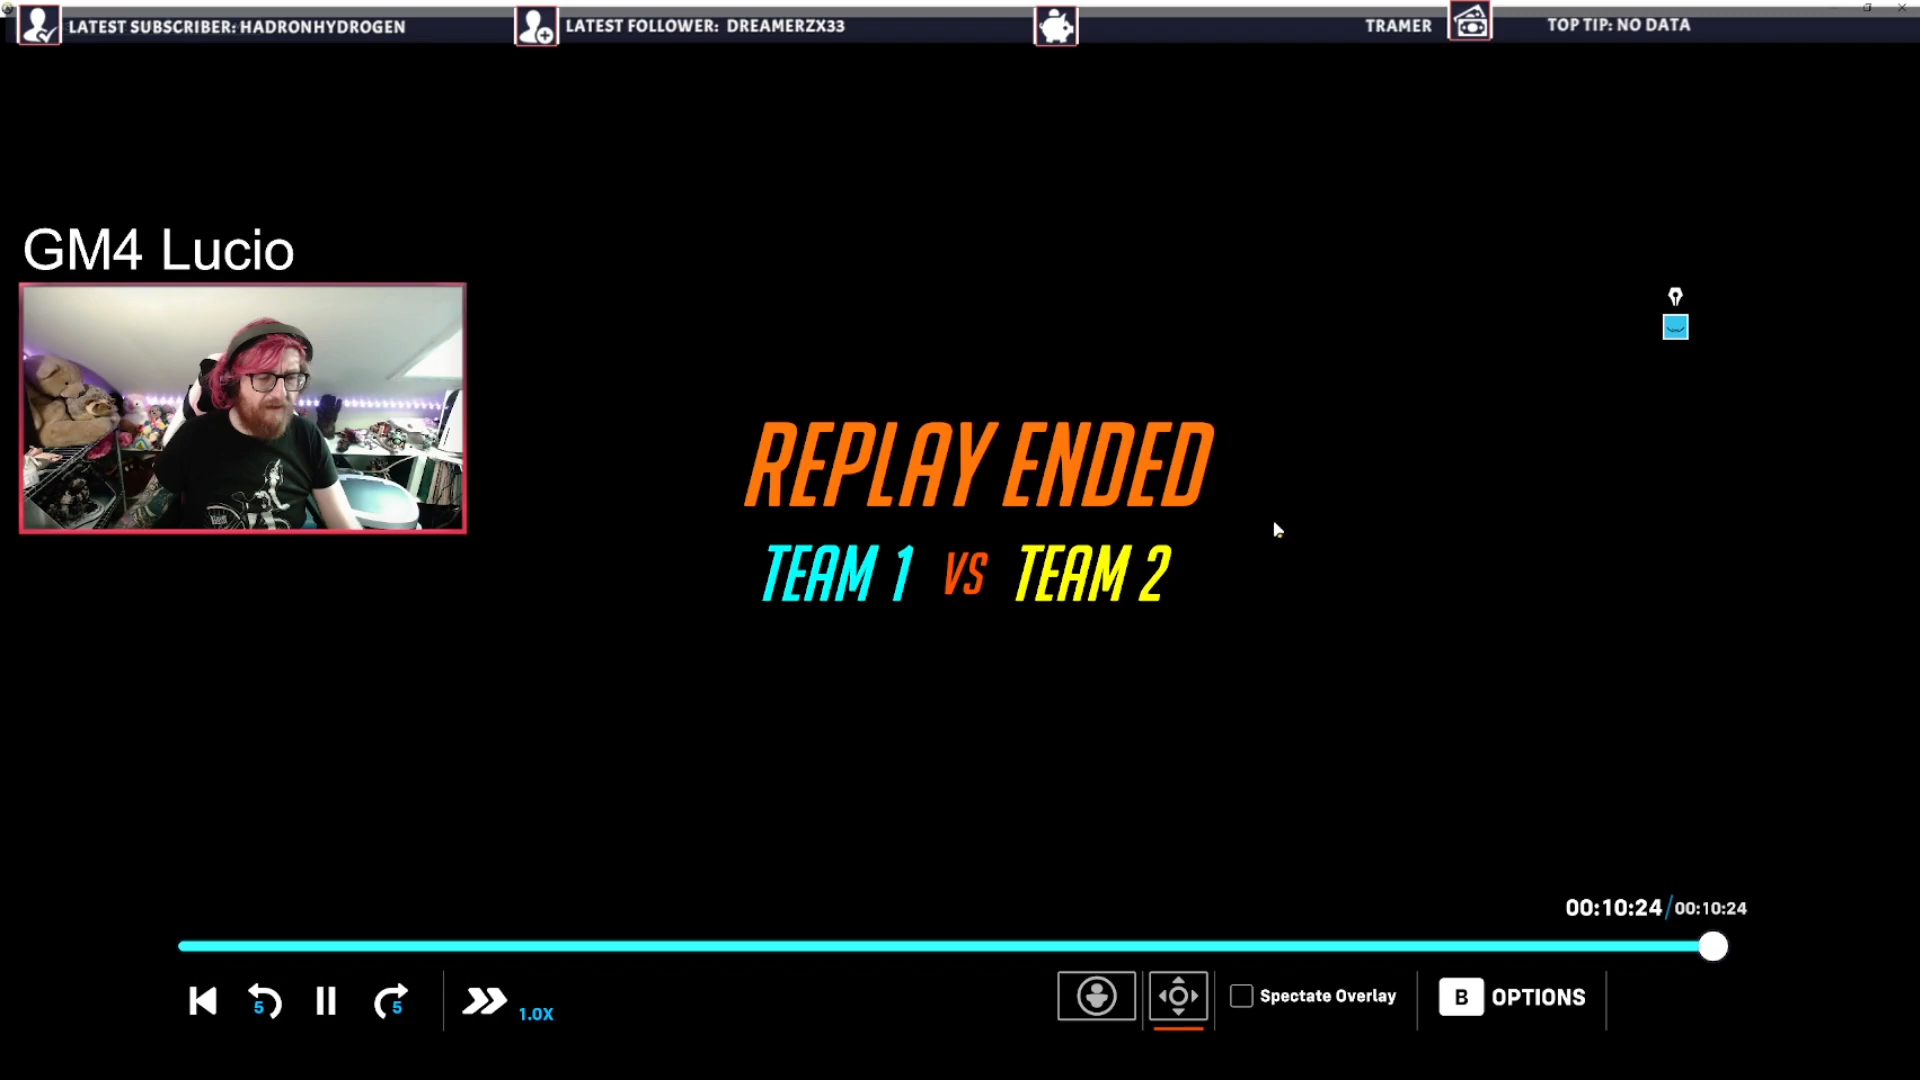 LATEST SUBSCRIBER: HADRONHYDROGEN
LATEST FOLLOWER: DREAMERZX33
TRAMER
TOP TIP: NO DATA
GM4 Lucio
REPLAY ENDED
TEAM 1 VS TEAM 2
00:10:24/00:10:24
5
5
1.0X
Spectate Overlay
B OPTIONS